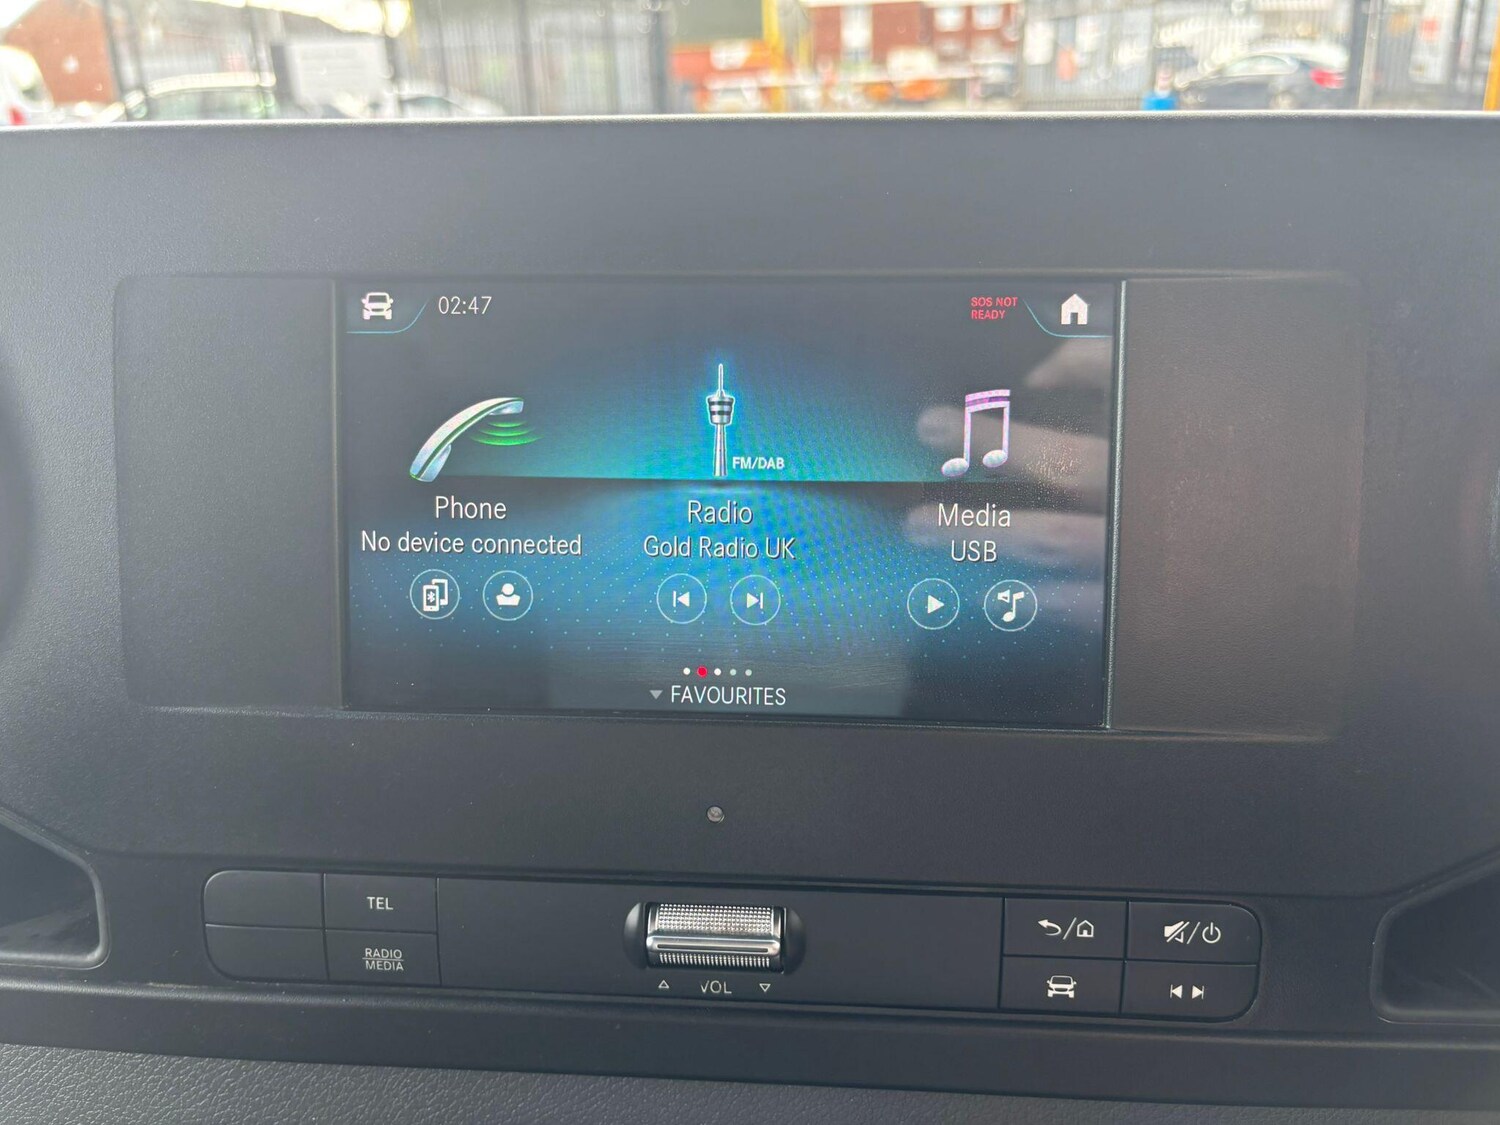 02:47
SOS NOT
READY
FM/DAB
Phone
No device connected
Radio
Gold Radio UK
Media
USB
FAVOURITES
TEL
RADIO
MEDIA
VOL